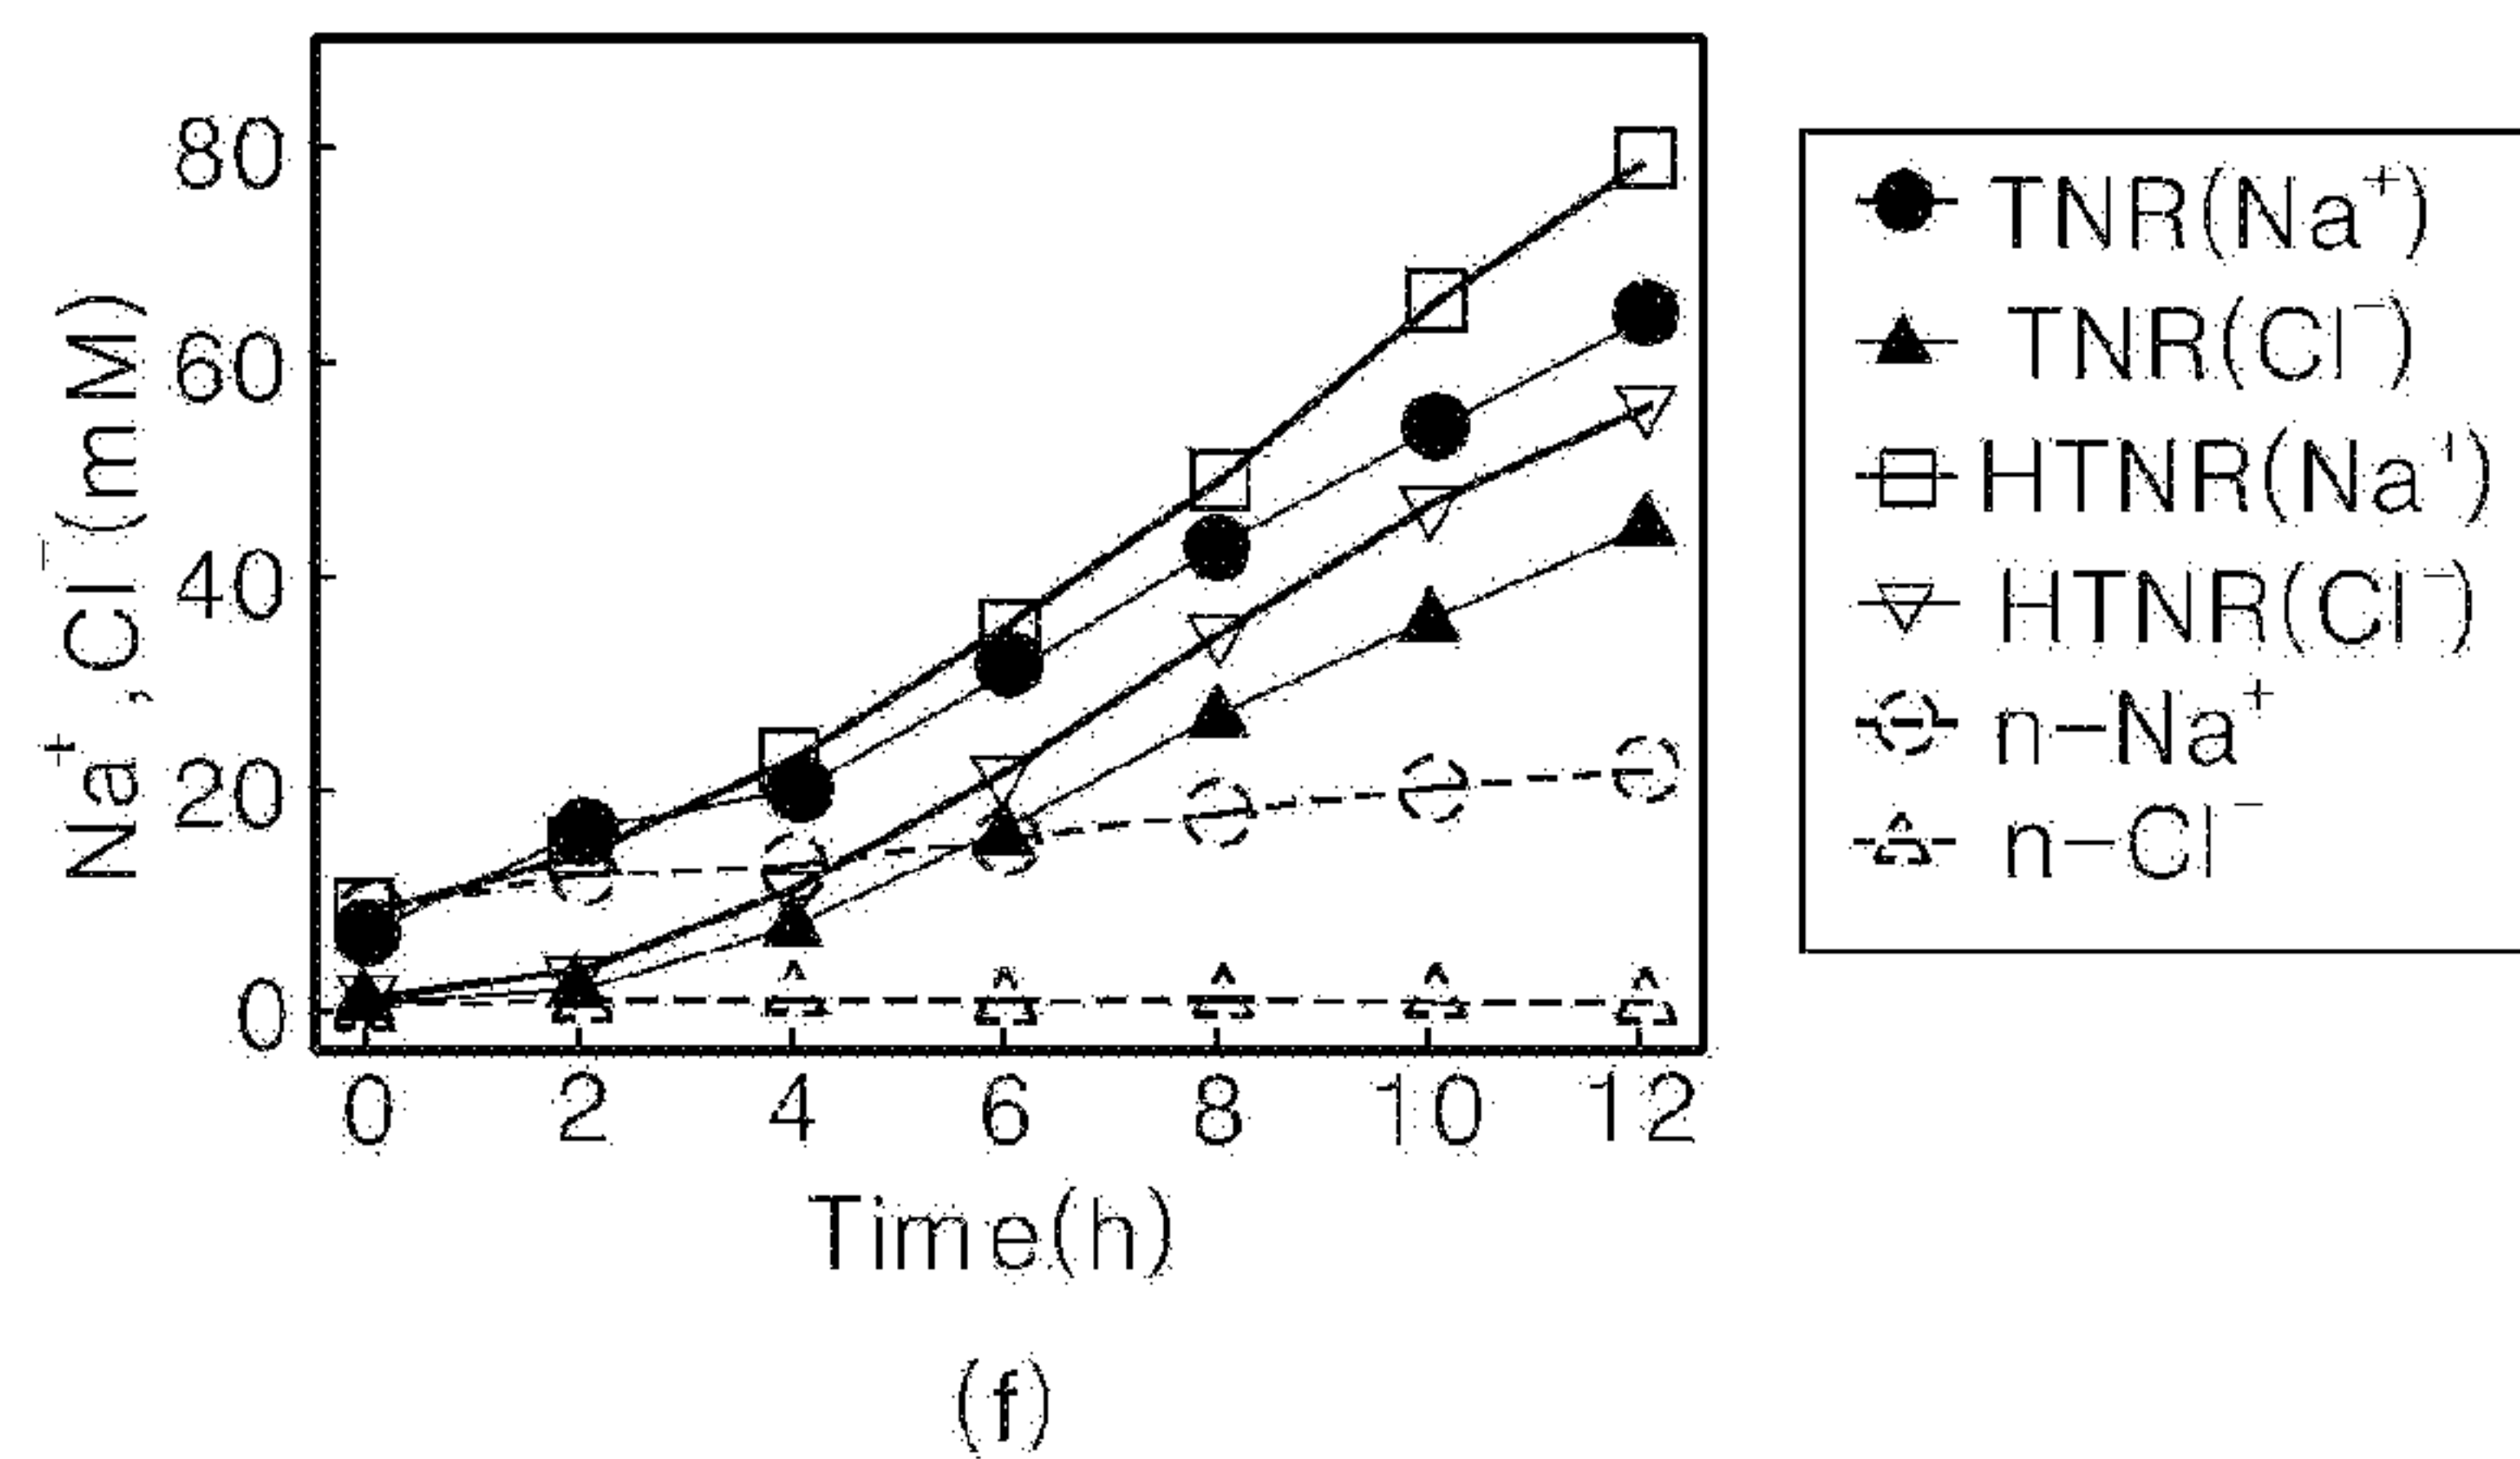 Na⁺,Cl⁻(mM)
80
60
40
20
0
0 2 4 6 8 10 12
Time(h)
TNR(Na⁺)
TNR(Cl⁻)
HTNR(Na⁺)
HTNR(Cl⁻)
n-Na⁺
n-Cl⁻
(f)